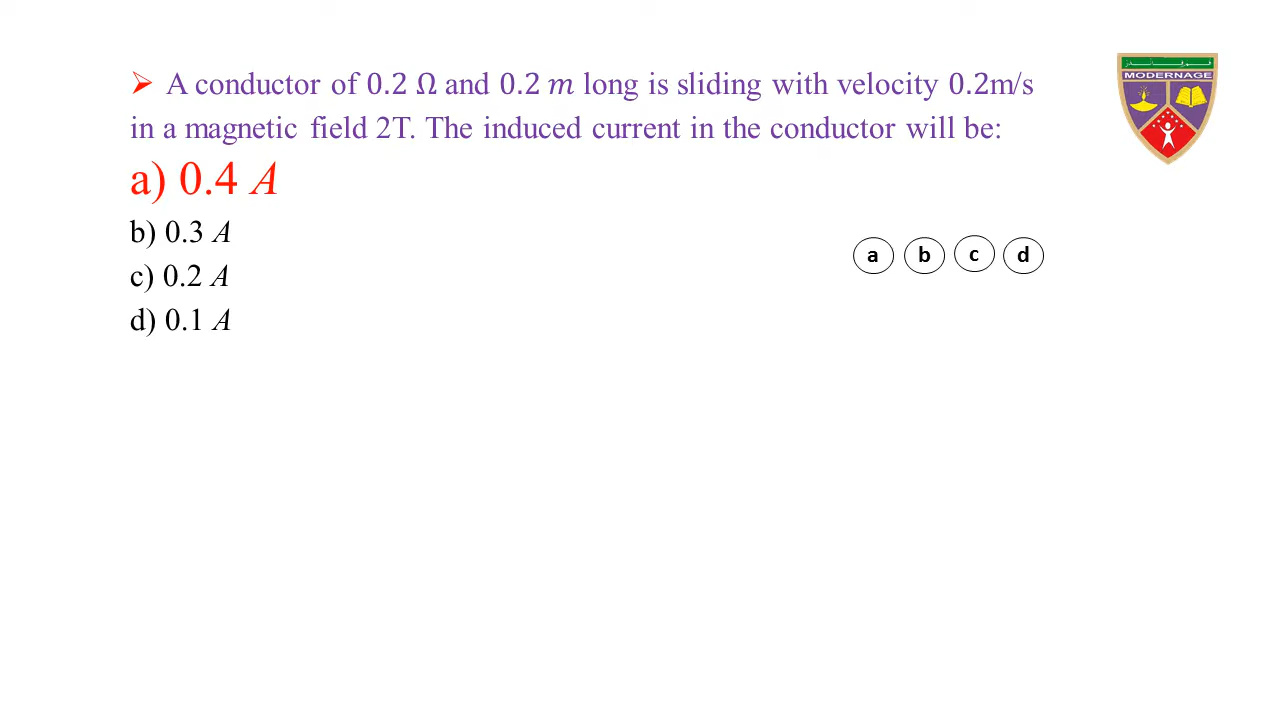 ➢ A conductor of 0.2 Ω and 0.2 m long is sliding with velocity 0.2m/s
in a magnetic field 2T. The induced current in the conductor will be:
a) 0.4 A
b) 0.3 A
c) 0.2 A
d) 0.1 A
a b c d
MODERNAGE